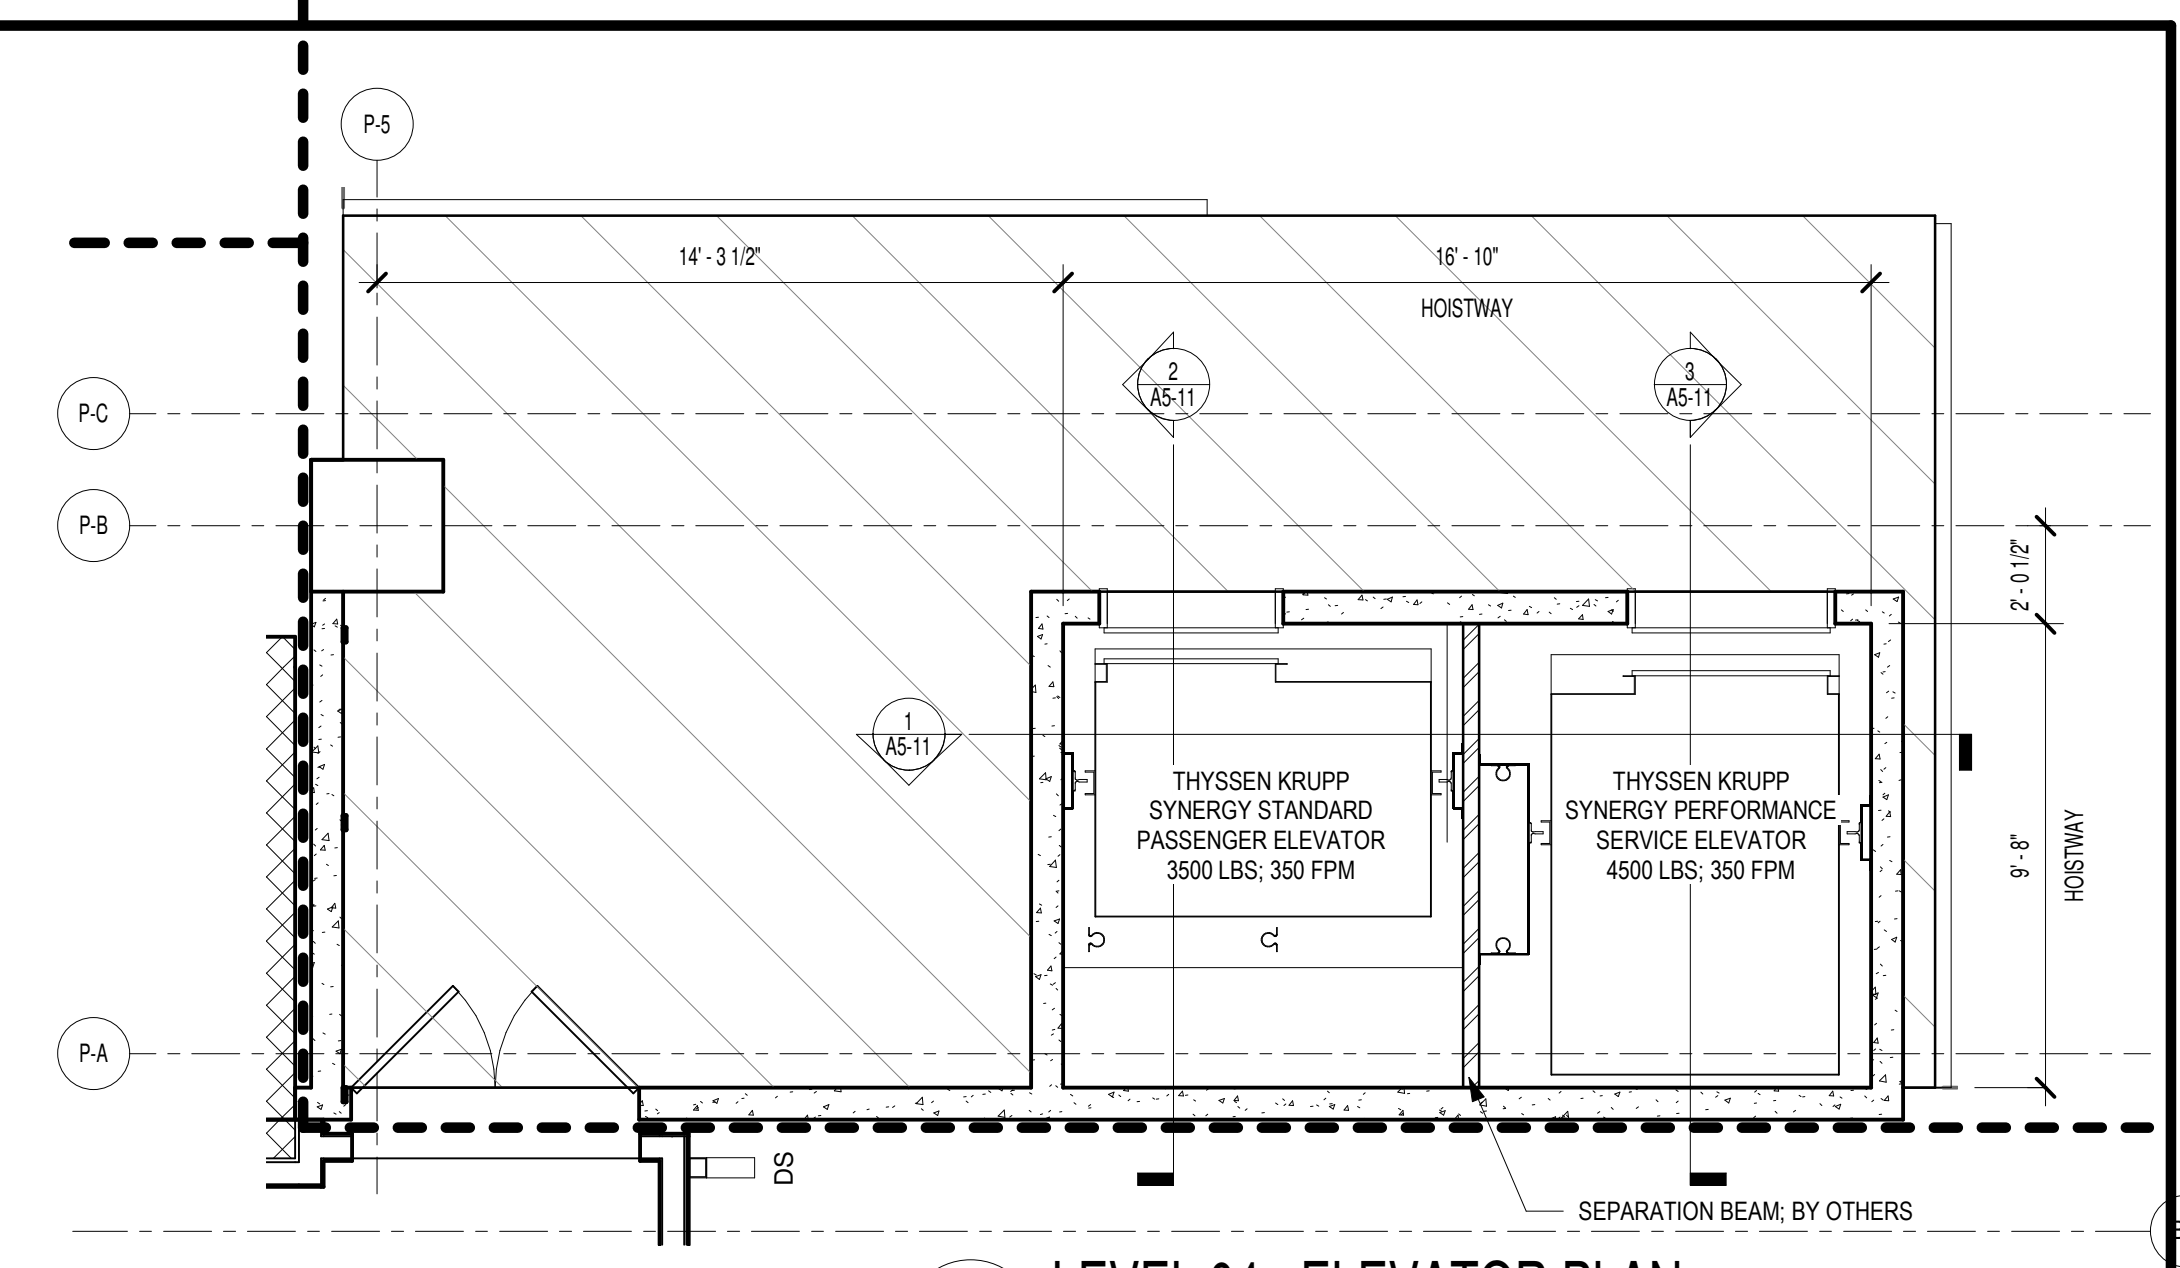 P-5
14' - 3 1/2"
16' - 10"
HOISTWAY
2
A5-11
3
A5-11
P-C
P-B
2' - 0 1/2"
1
A5-11
THYSSEN KRUPP
SYNERGY STANDARD
PASSENGER ELEVATOR
3500 LBS; 350 FPM
THYSSEN KRUPP
SYNERGY PERFORMANCE
SERVICE ELEVATOR
4500 LBS; 350 FPM
9' - 8"
HOISTWAY
P-A
DS
SEPARATION BEAM; BY OTHERS
ELEVATOR PLAN